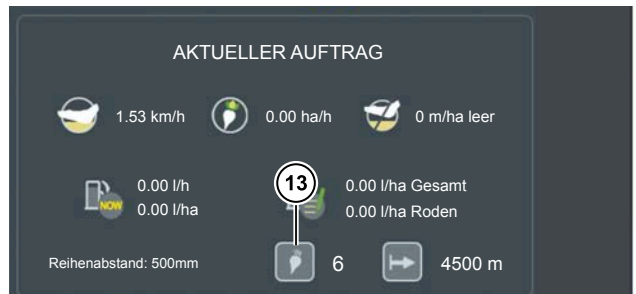 AKTUELLER AUFTRAG
1.53 km/h 0.00 ha/h 0 m/ha leer
0.00 l/h 13 0.00 l/ha Gesamt
NOW 0.00 l/ha 0.00 l/ha Roden
Reihenabstand: 500mm 6 4500 m